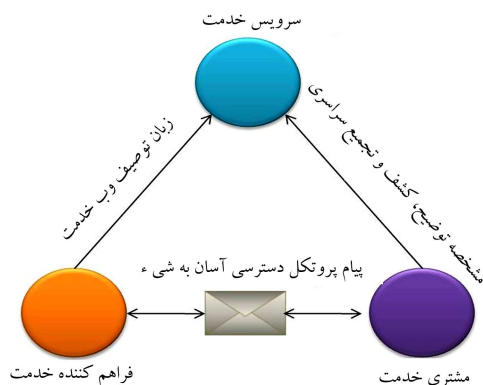 سرویس خدمت
زبان توصیف وب خدمت
مشخصه توضیح، کشف و تجمیع سراسری
پیام پروتکل دسترسی آسان به شی ء
فراهم کننده خدمت
مشتری خدمت